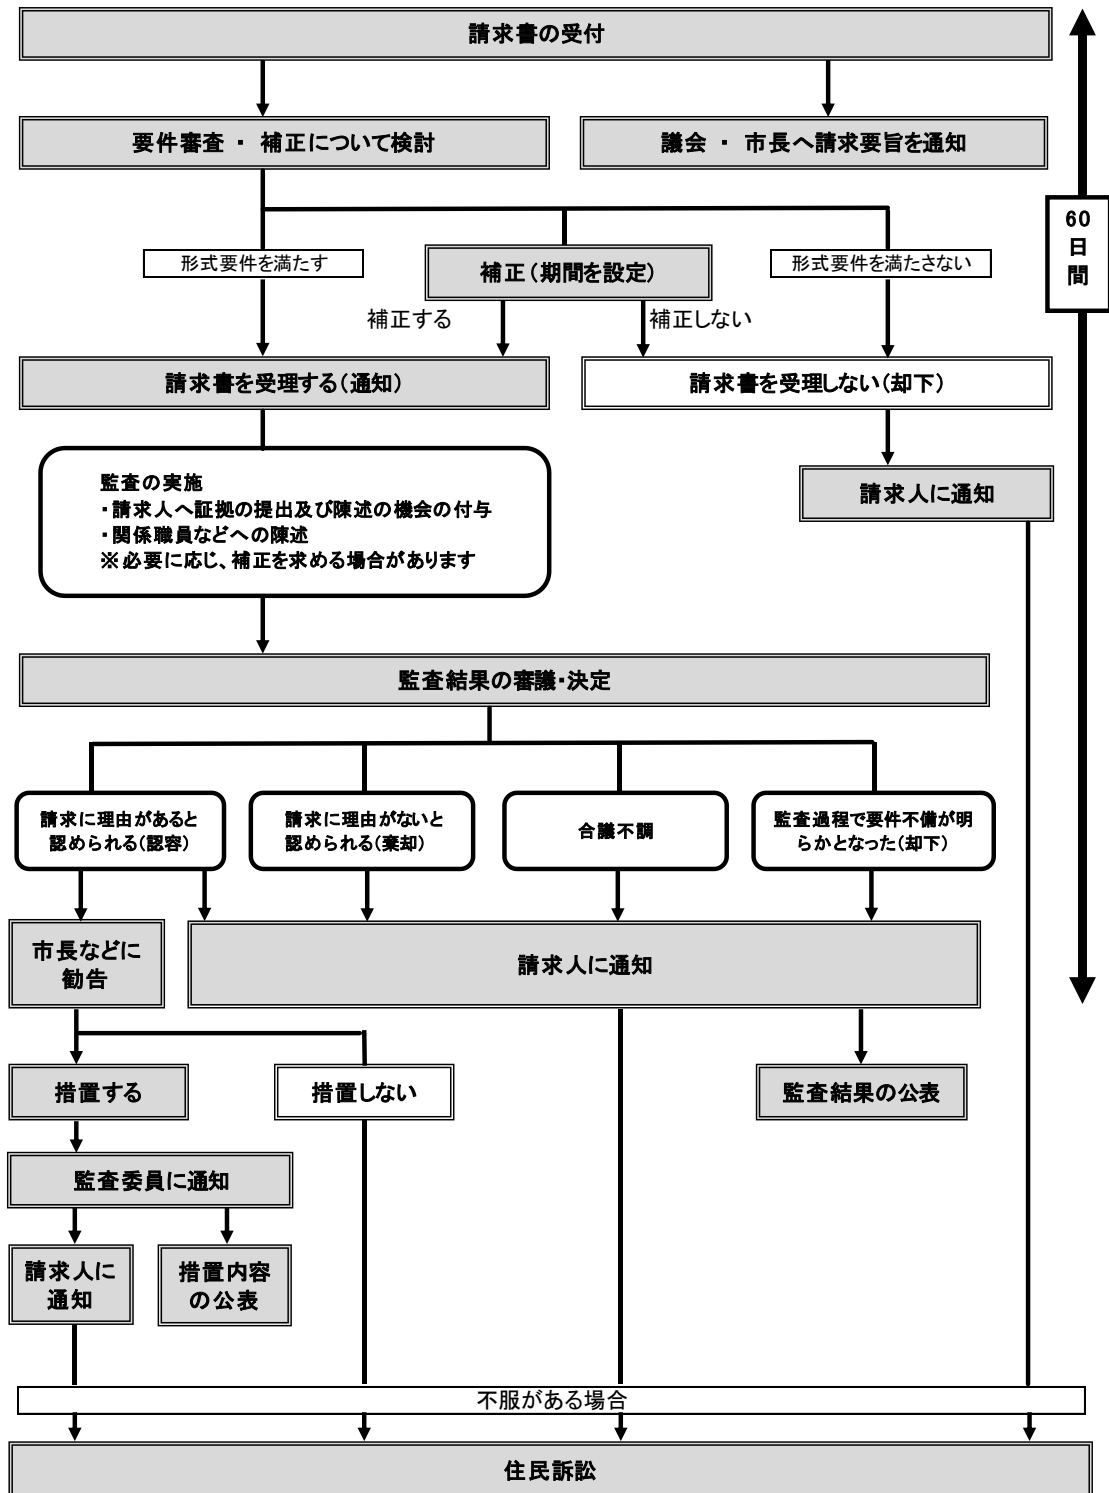 請求書の受付
要件審査 ・ 補正について検討
議会 ・ 市長へ請求要旨を通知
60
日
間
形式要件を満たす
補正(期間を設定)
形式要件を満たさない
補正する
補正しない
請求書を受理する(通知)
請求書を受理しない(却下)
監査の実施
・請求人へ証拠の提出及び陳述の機会の付与
・関係職員などへの陳述
※必要に応じ、補正を求める場合があります
請求人に通知
監査結果の審議・決定
請求に理由があると
認められる(認容)
請求に理由がないと
認められる(棄却)
合議不調
監査過程で要件不備が明
らかとなった(却下)
市長などに
勧告
請求人に通知
措置する
措置しない
監査結果の公表
監査委員に通知
請求人に
通知
措置内容
の公表
不服がある場合
住民訴訟